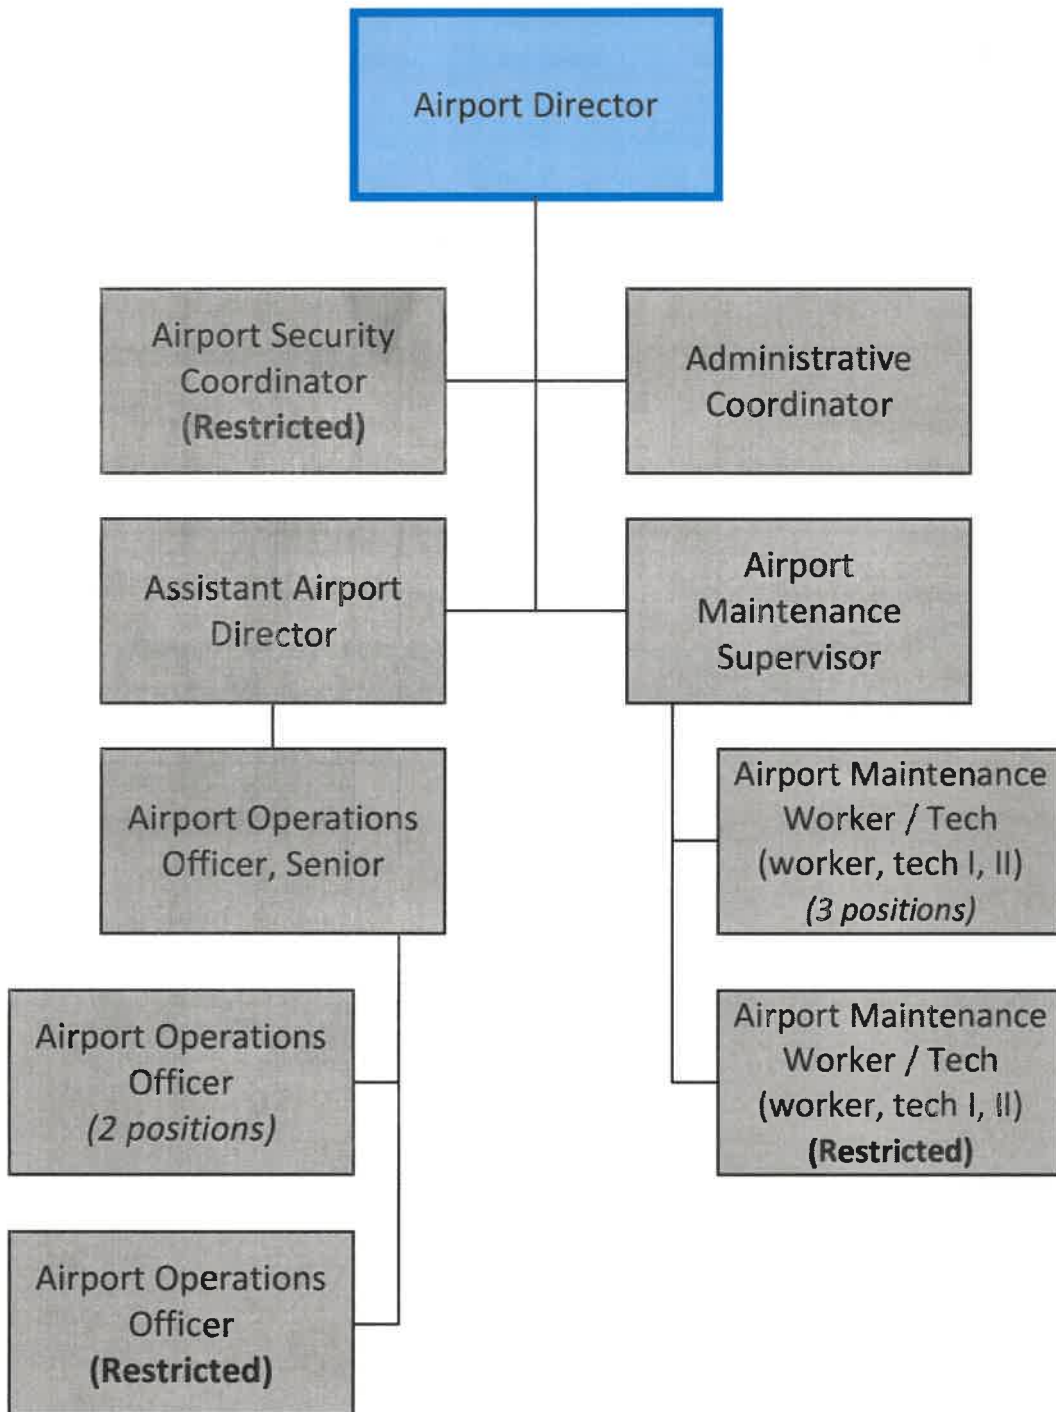 Airport Director
Airport Security
Coordinator
(Restricted)
Administrative
Coordinator
Assistant Airport
Director
Airport
Maintenance
Supervisor
Airport Operations
Officer, Senior
Airport Maintenance
Worker / Tech
(worker, tech I, II)
(3 positions)
Airport Operations
Officer
(2 positions)
Airport Maintenance
Worker / Tech
(worker, tech I, II)
(Restricted)
Airport Operations
Officer
(Restricted)